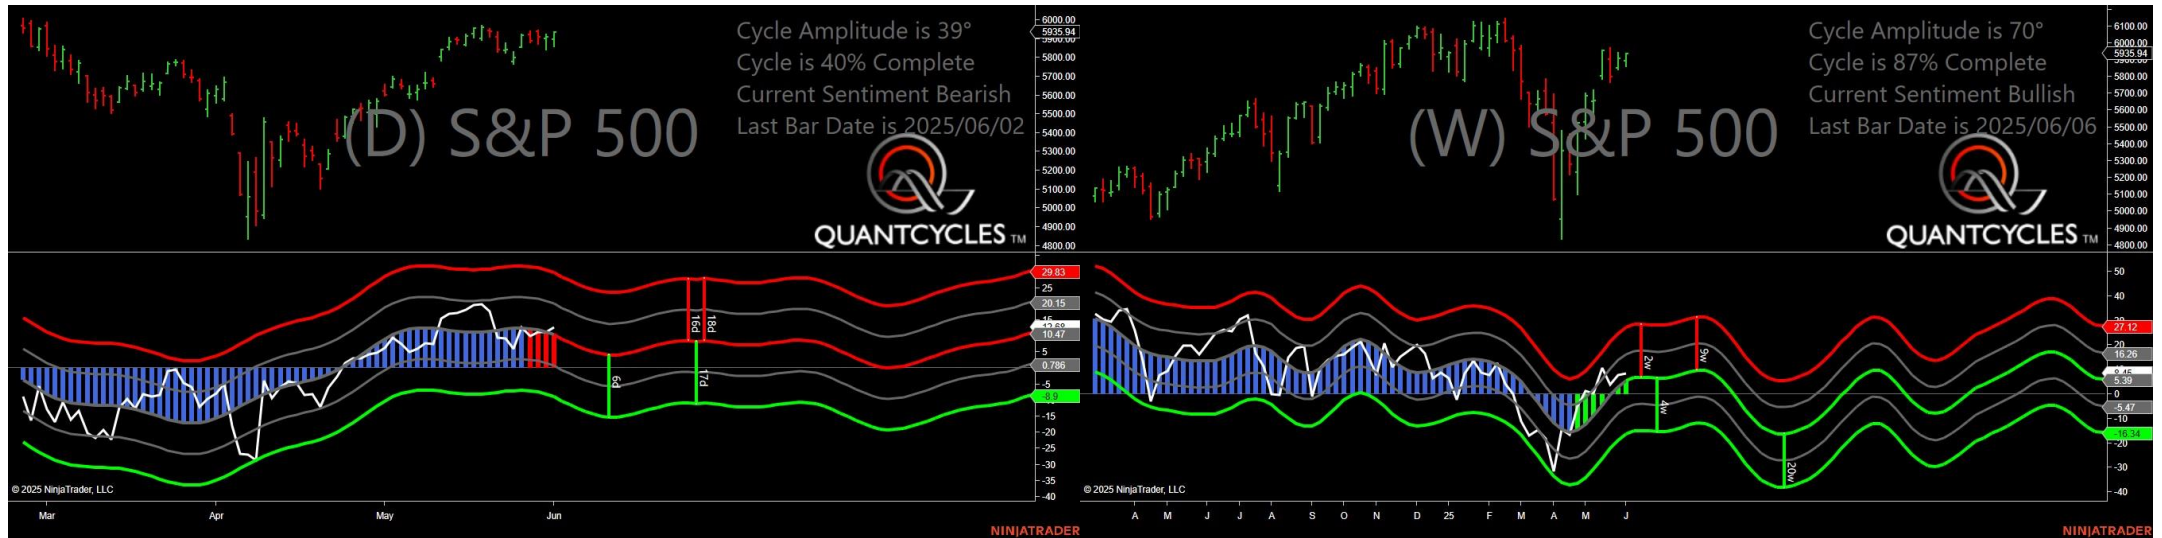 Cycle Amplitude is 39°
Cycle is 40% Complete
Current Sentiment Bearish
Last Bar Date is 2025/06/02
(D) S&P 500
QUANTCYCLES TM
6000.00
5935.94
5800.00
5700.00
5600.00
5500.00
5400.00
5300.00
5200.00
5100.00
5000.00
4900.00
4800.00
29.83
25
20.15
10.47
5
0.786
-5
-8.9
-15
-20
-25
-30
-35
-40
6d
16d
18d
17d
© 2025 NinjaTrader, LLC
Mar
Apr
May
Jun
NINJATRADER
Cycle Amplitude is 70°
Cycle is 87% Complete
Current Sentiment Bullish
Last Bar Date is 2025/06/06
(W) S&P 500
QUANTCYCLES TM
6100.00
6000.00
5935.94
5800.00
5700.00
5600.00
5500.00
5400.00
5300.00
5200.00
5100.00
5000.00
4900.00
4800.00
50
40
27.12
20
16.26
5.39
0
-5.47
-10
-16.34
-20
-30
-40
2w
9w
4w
20w
© 2025 NinjaTrader, LLC
A M J J A S O N D 25 F M A M J
NINJATRADER